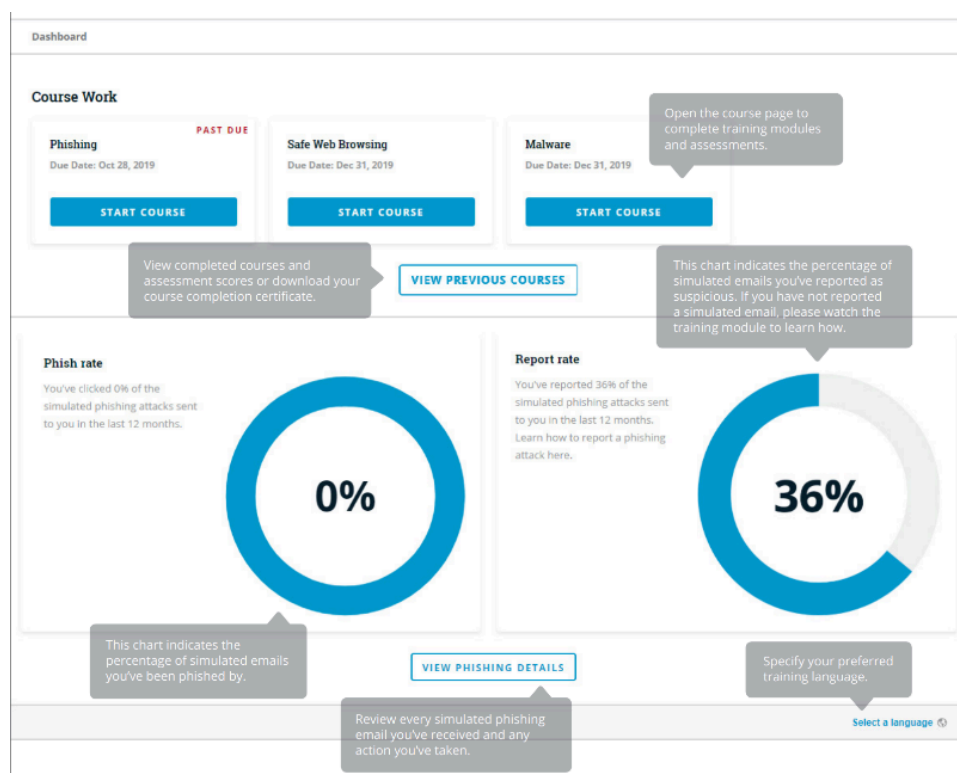 Dashboard
Course Work
PAST DUE
Phishing
Due Date: Oct 28, 2019
START COURSE
Safe Web Browsing
Due Date: Dec 31, 2019
START COURSE
Malware
Due Date: Dec 31, 2019
START COURSE
Open the course page to
complete training modules
and assessments.
View completed courses and
assessment scores or download your
course completion certificate.
VIEW PREVIOUS COURSES
This chart indicates the percentage of
simulated emails you've reported as
suspicious. If you have not reported
a simulated email, please watch the
training module to learn how.
Phish rate
You've clicked 0% of the
simulated phishing attacks sent
to you in the last 12 months.
0%
Report rate
You've reported 36% of the
simulated phishing attacks sent
to you in the last 12 months.
Learn how to report a phishing
attack here.
36%
This chart indicates the
percentage of simulated emails
you've been phished by.
VIEW PHISHING DETAILS
Specify your preferred
training language.
Review every simulated phishing
email you've received and any
action you've taken.
Select a language